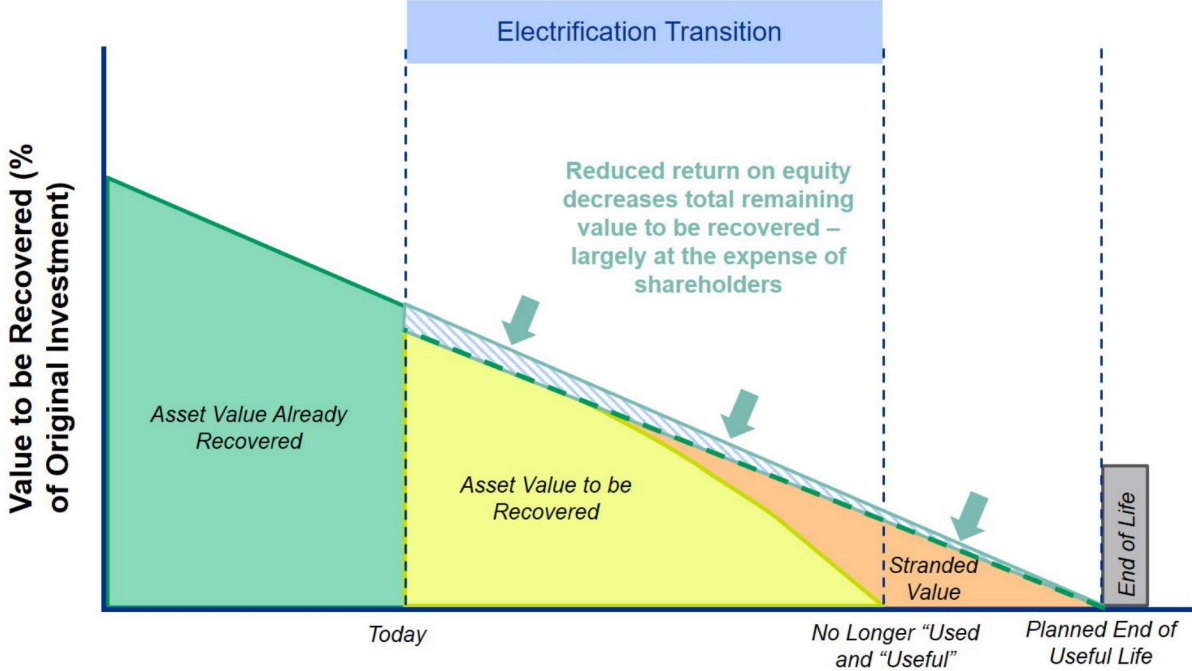 Electrification Transition
Value to be Recovered (%
of Original Investment)
Reduced return on equity
decreases total remaining
value to be recovered –
largely at the expense of
shareholders
Asset Value Already
Recovered
Asset Value to be
Recovered
Stranded
Value
End of Life
Today
No Longer “Used
and “Useful”
Planned End of
Useful Life